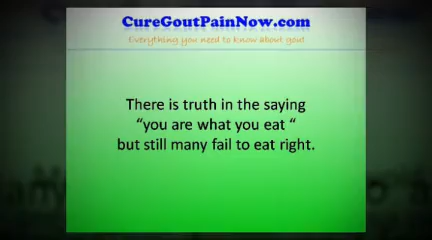 CureGoutPainNow.com
Everything you need to know about gout
There is truth in the saying
“you are what you eat “
but still many fail to eat right.